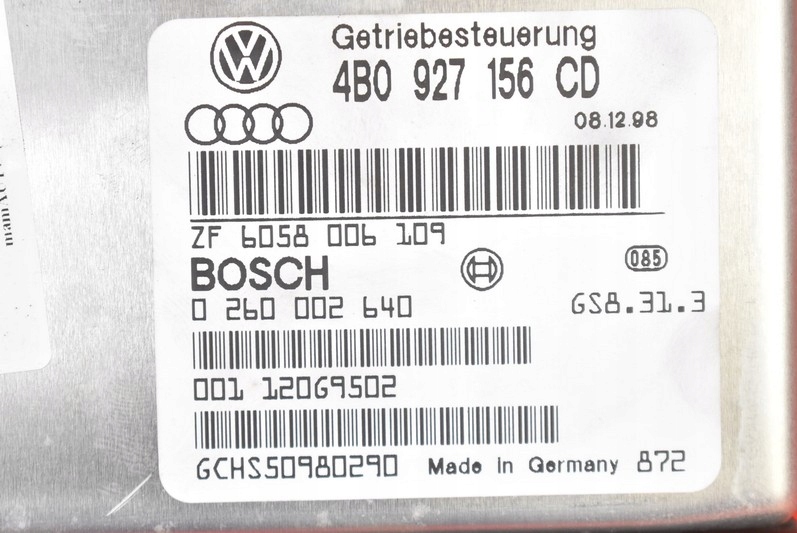 Getriebesteuerung
4B0 927 156 CD
08.12.98
ZF 6058 006 109
BOSCH
085
0 260 002 640 GS8.31.3
001 12069502
GCHS50980290 Made in Germany 872